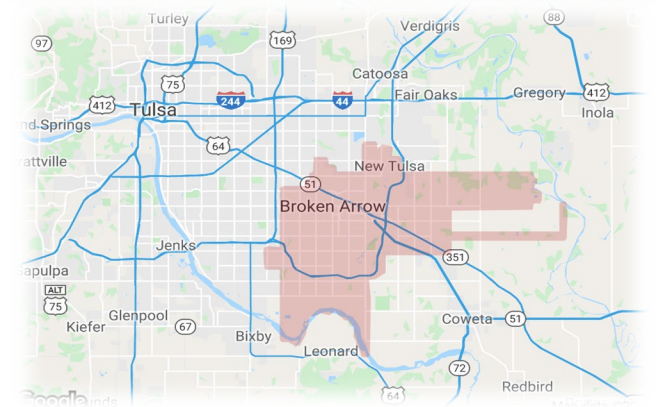 Turley
Verdigris
88
97
169
Catoosa
75
Fair Oaks
Gregory
412
412
244
44
Tulsa
Inola
nd Springs
64
rattville
New Tulsa
51
Broken Arrow
Jenks
351
Sapulpa
ALT
75
Glenpool
Coweta
51
Kiefer
67
Bixby
Leonard
72
Redbird
64
Google